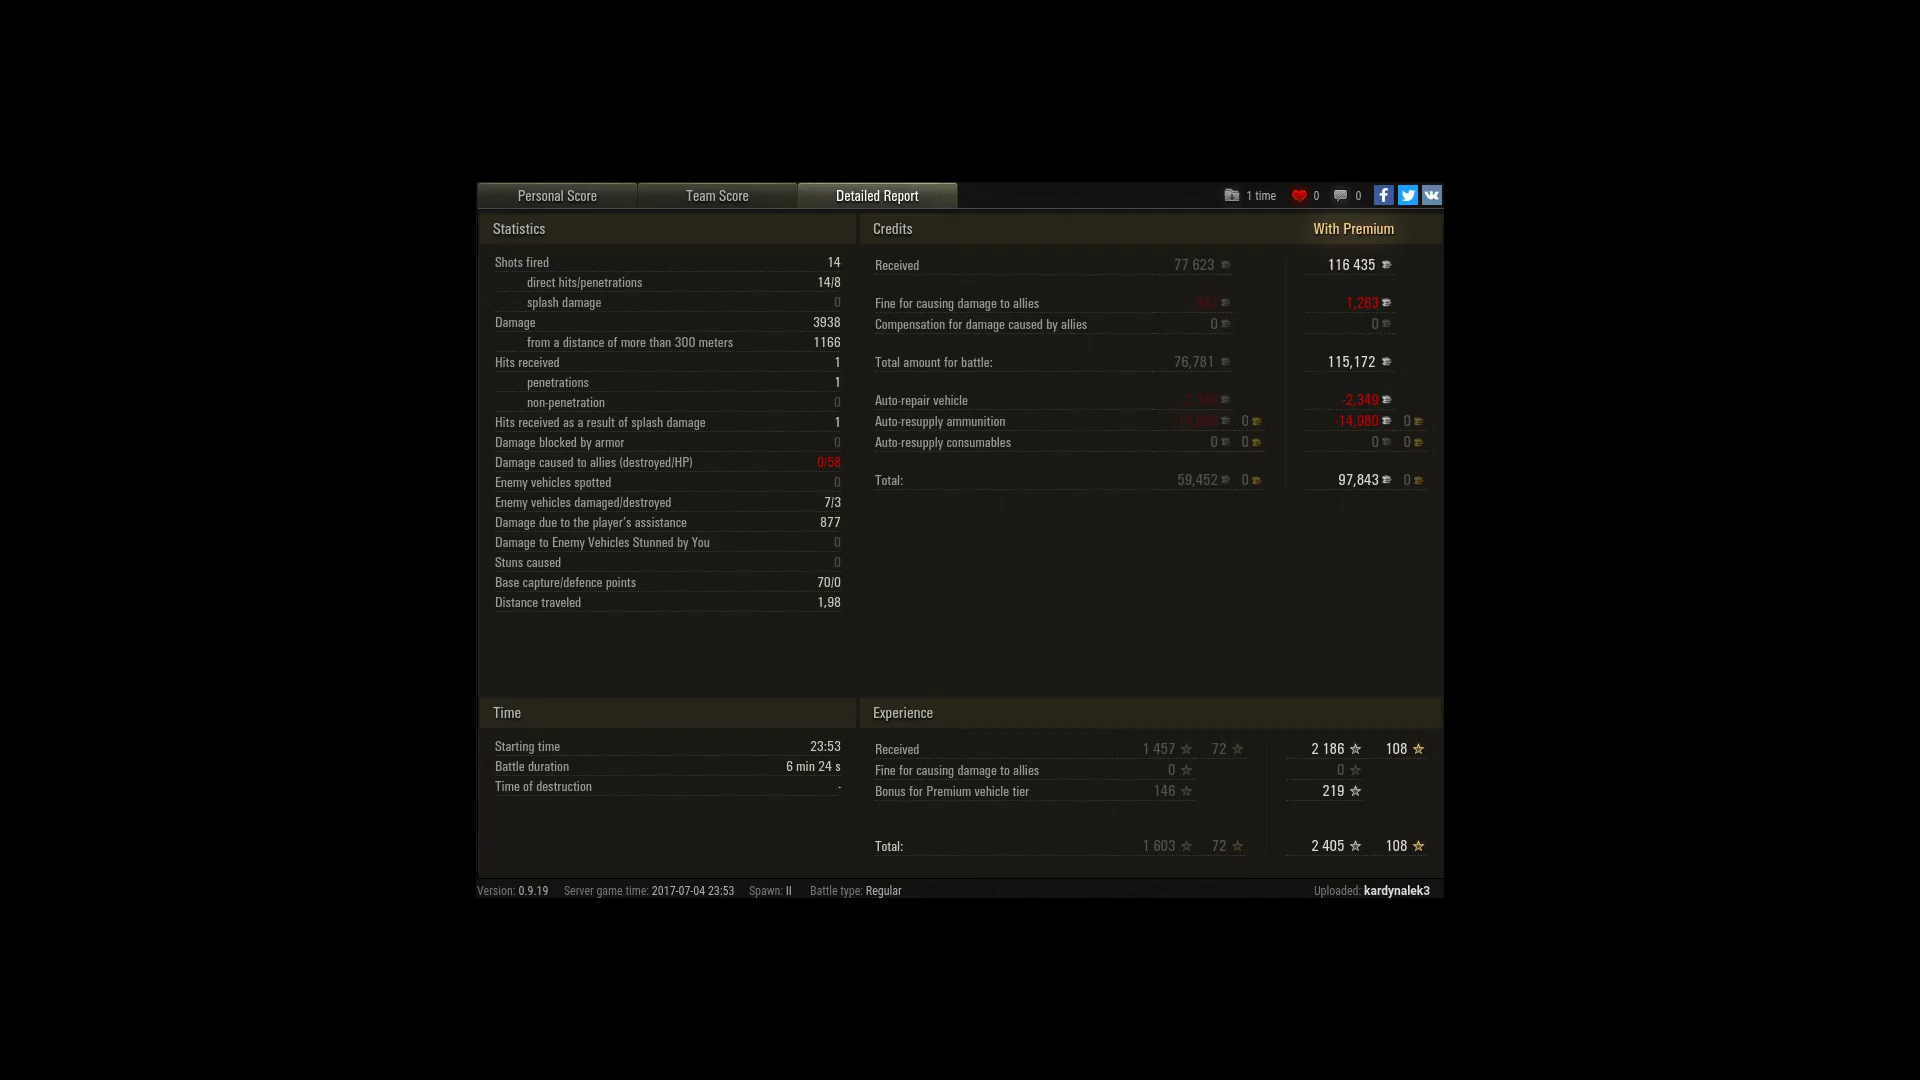 Personal Score Team Score Detailed Report 1 time 0 0
Statistics
Shots fired 14
direct hits/penetrations 14/8
splash damage 0
Damage 3938
from a distance of more than 300 meters 1166
Hits received 1
penetrations 1
non-penetration 0
Hits received as a result of splash damage 1
Damage blocked by armor 0
Damage caused to allies (destroyed/HP) 0/58
Enemy vehicles spotted 0
Enemy vehicles damaged/destroyed 7/3
Damage due to the player's assistance 877
Damage to Enemy Vehicles Stunned by You 0
Stuns caused 0
Base capture/defence points 70/0
Distance traveled 1,98
Credits With Premium
Received 77 623 116 435
Fine for causing damage to allies 1,263
Compensation for damage caused by allies 0 0
Total amount for battle: 76,781 115,172
Auto-repair vehicle -2,349
Auto-resupply ammunition 0 -14,980 0
Auto-resupply consumables 0 0 0 0
Total: 59,452 0 97,843 0
Time
Starting time 23:53
Battle duration 6 min 24 s
Time of destruction -
Experience
Received 1 457 72 2 186 108
Fine for causing damage to allies 0 0
Bonus for Premium vehicle tier 146 219
Total: 1 603 72 2 405 108
Version: 0.9.19 Server game time: 2017-07-04 23:53 Spawn: II Battle type: Regular Uploaded: kardynalek3